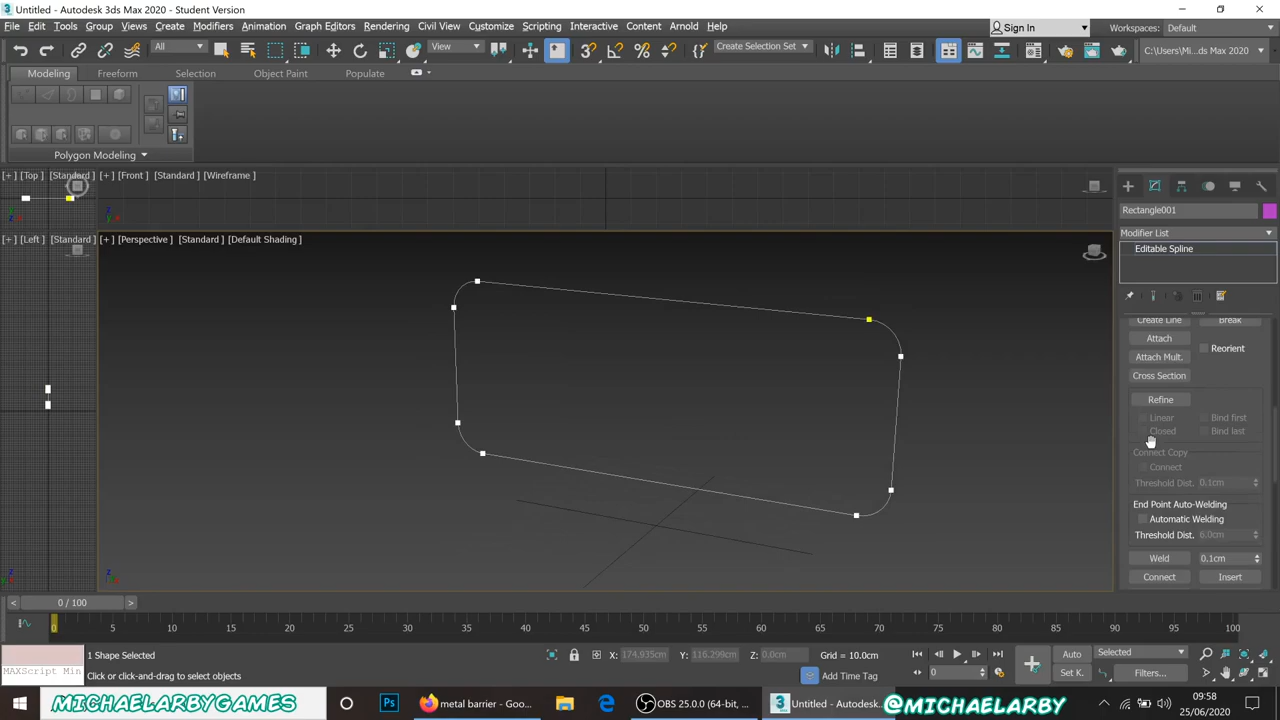 Untitled - Autodesk 3ds Max 2020 - Student Version
File Edit Tools Group Views Create Modifiers Animation Graph Editors Rendering Civil View Customize Scripting Interactive Content Arnold Help
Sign In
Workspaces: Default
All
View
Create Selection Set
C:\Users\Mi...ds Max 2020
Modeling Freeform Selection Object Paint Populate
Polygon Modeling
[+] [Top] [Standard]
[+] [Front] [Standard] [Wireframe]
[+] [Left] [Standard]
[+] [Perspective] [Standard] [Default Shading]
Rectangle001
Modifier List
Editable Spline
Create Line Break
Attach
Reorient
Attach Mult.
Cross Section
Refine
Linear Bind first
Closed Bind last
Connect Copy
Connect
Threshold Dist. 0.1cm
End Point Auto-Welding
Automatic Welding
Threshold Dist. 6.0cm
Weld 0.1cm
Connect Insert
< 0 / 100 >
0 5 10 15 20 25 30 35 40 45 50 55 60 65 70 75 80 85 90 95 100
1 Shape Selected
Click or click-and-drag to select objects
MAXScript Min
X: 174.935cm Y: 116.299cm Z: 0.0cm
Grid = 10.0cm
Add Time Tag
0
Auto Selected
Set K. Filters...
MICHAELARBYGAMES
Ps
metal barrier - Goo...
OBS 25.0.0 (64-bit, ...
3
MAX
Untitled - Autodesk...
@MICHAELARBY
09:58
25/06/2020